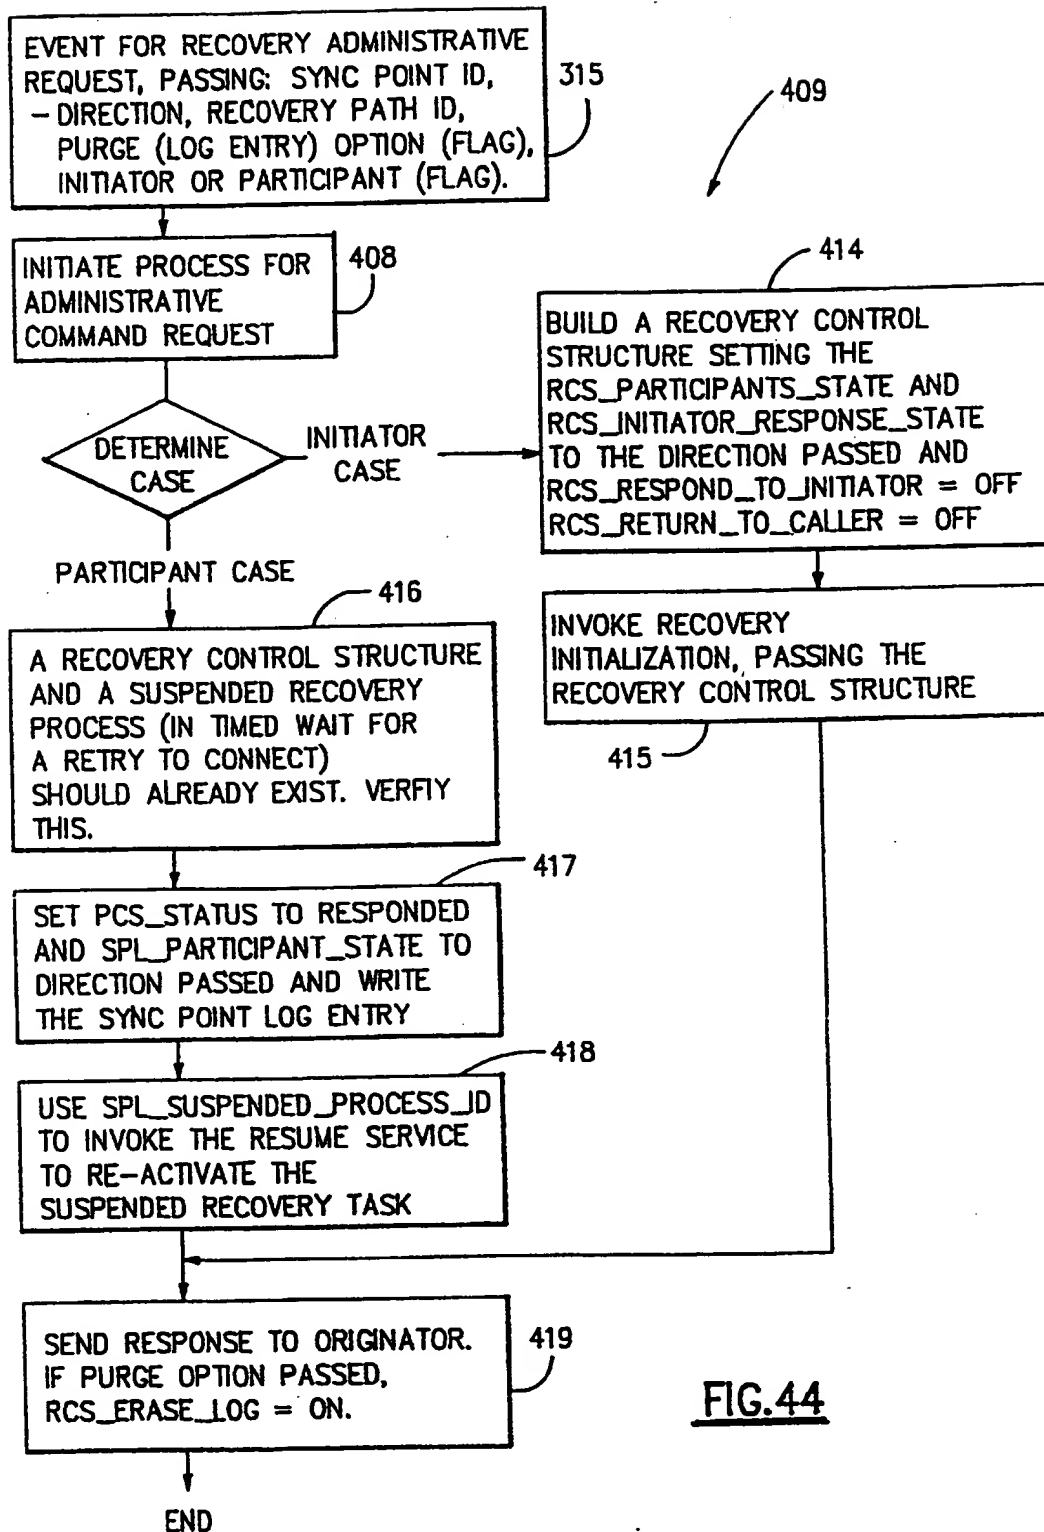 EVENT FOR RECOVERY ADMINISTRATIVE
REQUEST, PASSING: SYNC POINT ID,
– DIRECTION, RECOVERY PATH ID,
PURGE (LOG ENTRY) OPTION (FLAG),
INITIATOR OR PARTICIPANT (FLAG).
315
409
INITIATE PROCESS FOR
ADMINISTRATIVE
COMMAND REQUEST
408
DETERMINE
CASE
INITIATOR
CASE
414
BUILD A RECOVERY CONTROL
STRUCTURE SETTING THE
RCS_PARTICIPANTS_STATE AND
RCS_INITIATOR_RESPONSE_STATE
TO THE DIRECTION PASSED AND
RCS_RESPOND_TO_INITIATOR = OFF
RCS_RETURN_TO_CALLER = OFF
INVOKE RECOVERY
INITIALIZATION, PASSING THE
RECOVERY CONTROL STRUCTURE
415
PARTICIPANT CASE
416
A RECOVERY CONTROL STRUCTURE
AND A SUSPENDED RECOVERY
PROCESS (IN TIMED WAIT FOR
A RETRY TO CONNECT)
SHOULD ALREADY EXIST. VERFIY
THIS.
417
SET PCS_STATUS TO RESPONDED
AND SPL_PARTICIPANT_STATE TO
DIRECTION PASSED AND WRITE
THE SYNC POINT LOG ENTRY
418
USE SPL_SUSPENDED_PROCESS_ID
TO INVOKE THE RESUME SERVICE
TO RE-ACTIVATE THE
SUSPENDED RECOVERY TASK
SEND RESPONSE TO ORIGINATOR.
IF PURGE OPTION PASSED,
RCS_ERASE_LOG = ON.
419
END
FIG.44